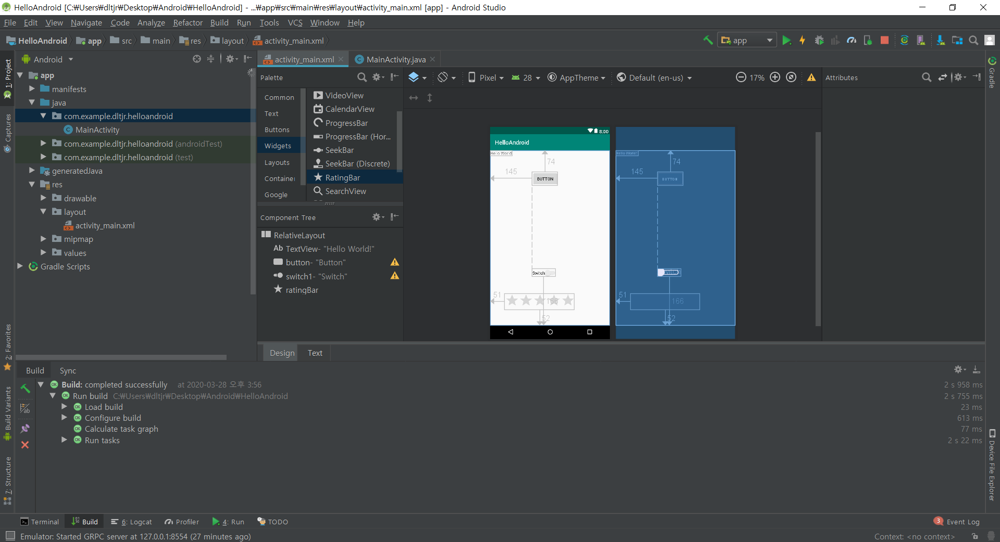 HelloAndroid [C:₩Users₩dltjr₩Desktop₩Android₩HelloAndroid] - ...₩app₩src₩main₩res₩layout₩activity_main.xml [app] - Android Studio
File Edit View Navigate Code Analyze Refactor Build Run Tools VCS Window Help
HelloAndroid app src main res layout activity_main.xml app
1: Project
Captures
2: Favorites
Build Variants
7: Structure
Android
app
manifests
java
com.example.dltjr.helloandroid
MainActivity
com.example.dltjr.helloandroid (androidTest)
com.example.dltjr.helloandroid (test)
generatedJava
res
drawable
layout
activity_main.xml
mipmap
values
Gradle Scripts
activity_main.xml MainActivity.java
Palette
Common
Text
Buttons
Widgets
Layouts
Container
Google
VideoView
CalendarView
ProgressBar
ProgressBar (Hor...
SeekBar
SeekBar (Discrete)
RatingBar
SearchView
Component Tree
RelativeLayout
Ab TextView- "Hello World!"
button- "Button"
switch1- "Switch"
ratingBar
Pixel 28 AppTheme Default (en-us) 17%
Attributes
8:00
HelloAndroid
Hello World!
74
145
BUTTON
Switch
51
166
52
Hello World!
74
145
BUTTON
51
166
52
Design Text
Build Sync
Build: completed successfully at 2020-03-28 오후 3:56 2 s 958 ms
Run build C:₩Users₩dltjr₩Desktop₩Android₩HelloAndroid 2 s 755 ms
Load build 23 ms
Configure build 613 ms
Calculate task graph 77 ms
Run tasks 2 s 22 ms
Gradle
Device File Explorer
Terminal Build 6: Logcat Profiler 4: Run TODO 3 Event Log
Emulator: Started GRPC server at 127.0.0.1:8554 (27 minutes ago) Context: <no context>